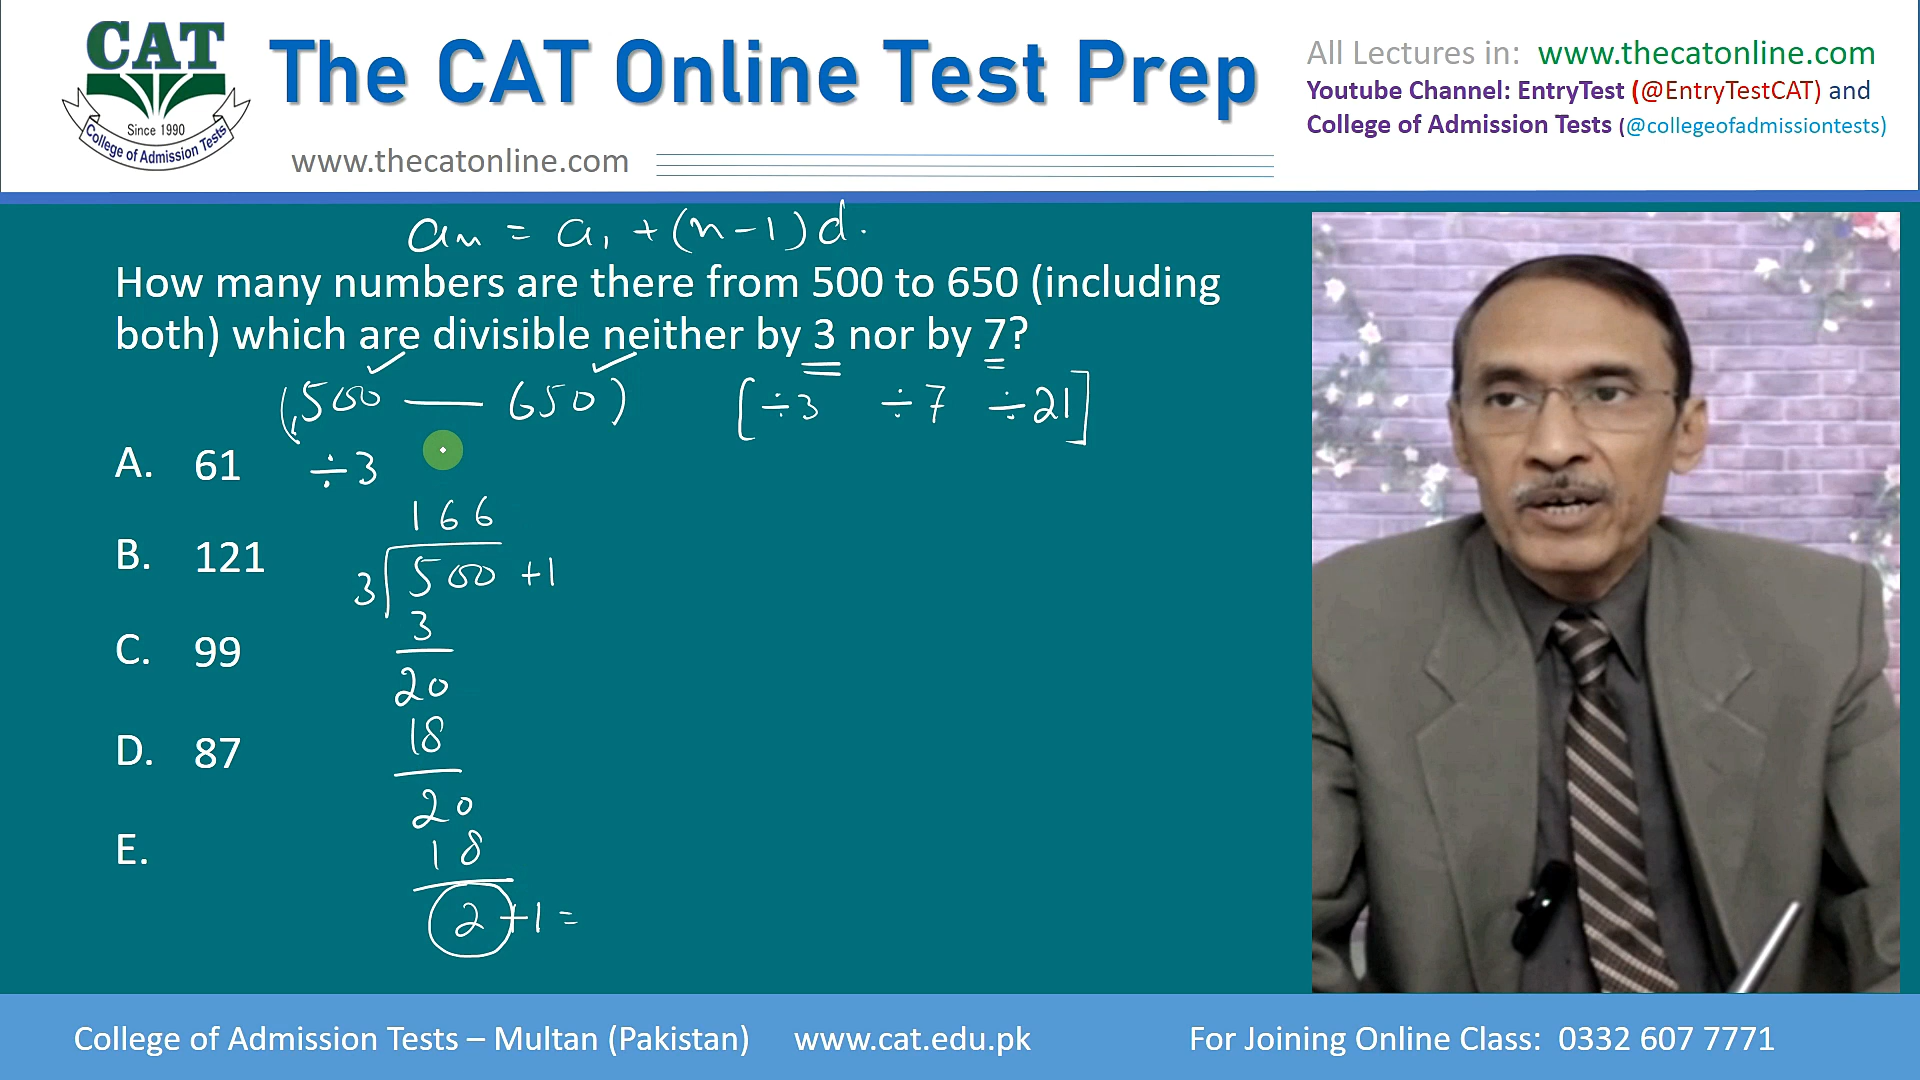 CAT
Since 1990
College of Admission Tests
The CAT Online Test Prep
www.thecatonline.com
All Lectures in: www.thecatonline.com
Youtube Channel: EntryTest (@EntryTestCAT) and
College of Admission Tests (@collegeofadmissiontests)
aₙ = a₁ + (n-1)d.
How many numbers are there from 500 to 650 (including
both) which are divisible neither by 3 nor by 7?
(500 — 650) [÷3 ÷7 ÷21]
A. 61
÷3
B. 121
C. 99
D. 87
E.
166
3 500 +1
3
20
18
20
18
2 +1 =
College of Admission Tests – Multan (Pakistan) www.cat.edu.pk For Joining Online Class: 0332 607 7771